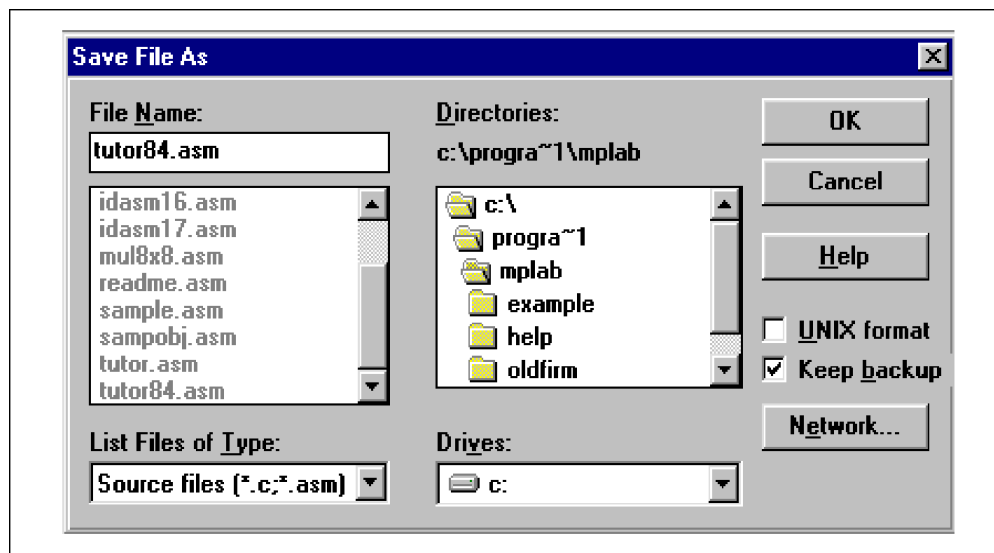 Save File As
File Name:
tutor84.asm
idasm16.asm
idasm17.asm
mul8x8.asm
readme.asm
sample.asm
sampobj.asm
tutor.asm
tutor84.asm
List Files of Type:
Source files (*.c;*.asm)
Directories:
c:\progra~1\mplab
c:\
progra~1
mplab
example
help
oldfirm
Drives:
c:
OK
Cancel
Help
UNIX format
Keep backup
Network...